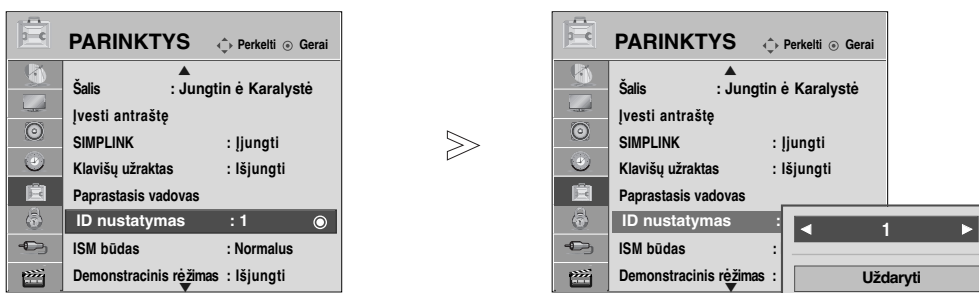 PARINKTYS Perkelti Gerai
Šalis : Jungtin ė Karalystė
Įvesti antraštę
SIMPLINK : Įjungti
Klavišų užraktas : Išjungti
Paprastasis vadovas
ID nustatymas : 1
ISM būdas : Normalus
Demonstracinis rėžimas : Išjungti
PARINKTYS Perkelti Gerai
Šalis : Jungtin ė Karalystė
Įvesti antraštę
SIMPLINK : Įjungti
Klavišų užraktas : Išjungti
Paprastasis vadovas
ID nustatymas :
ISM būdas :
Demonstracinis rėžimas :
◄ 1 ►
Uždaryti